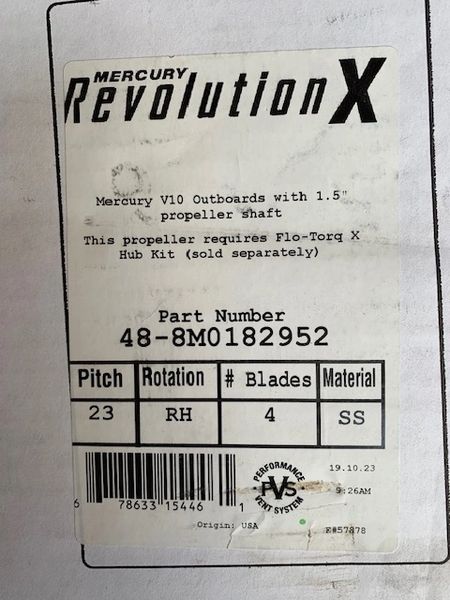 MERCURY
Revolution X
Mercury V10 Outboards with 1.5"
propeller shaft
This propeller requires Flo-Torq X
Hub Kit (sold separately)
Part Number
48-8M0182952
Pitch Rotation # Blades Material
23 RH 4 SS
6 78633 15446 1
PERFORMANCE
PVS
VENT SYSTEM
19.10.23
9:26AM
Origin: USA
E#57878